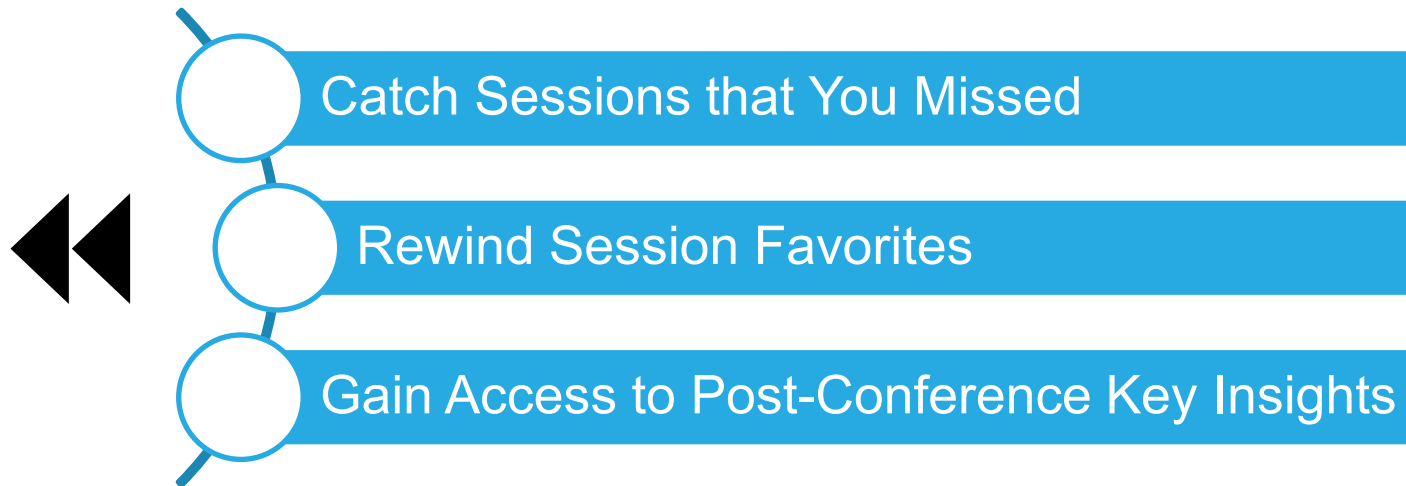 Catch Sessions that You Missed
Rewind Session Favorites
Gain Access to Post-Conference Key Insights